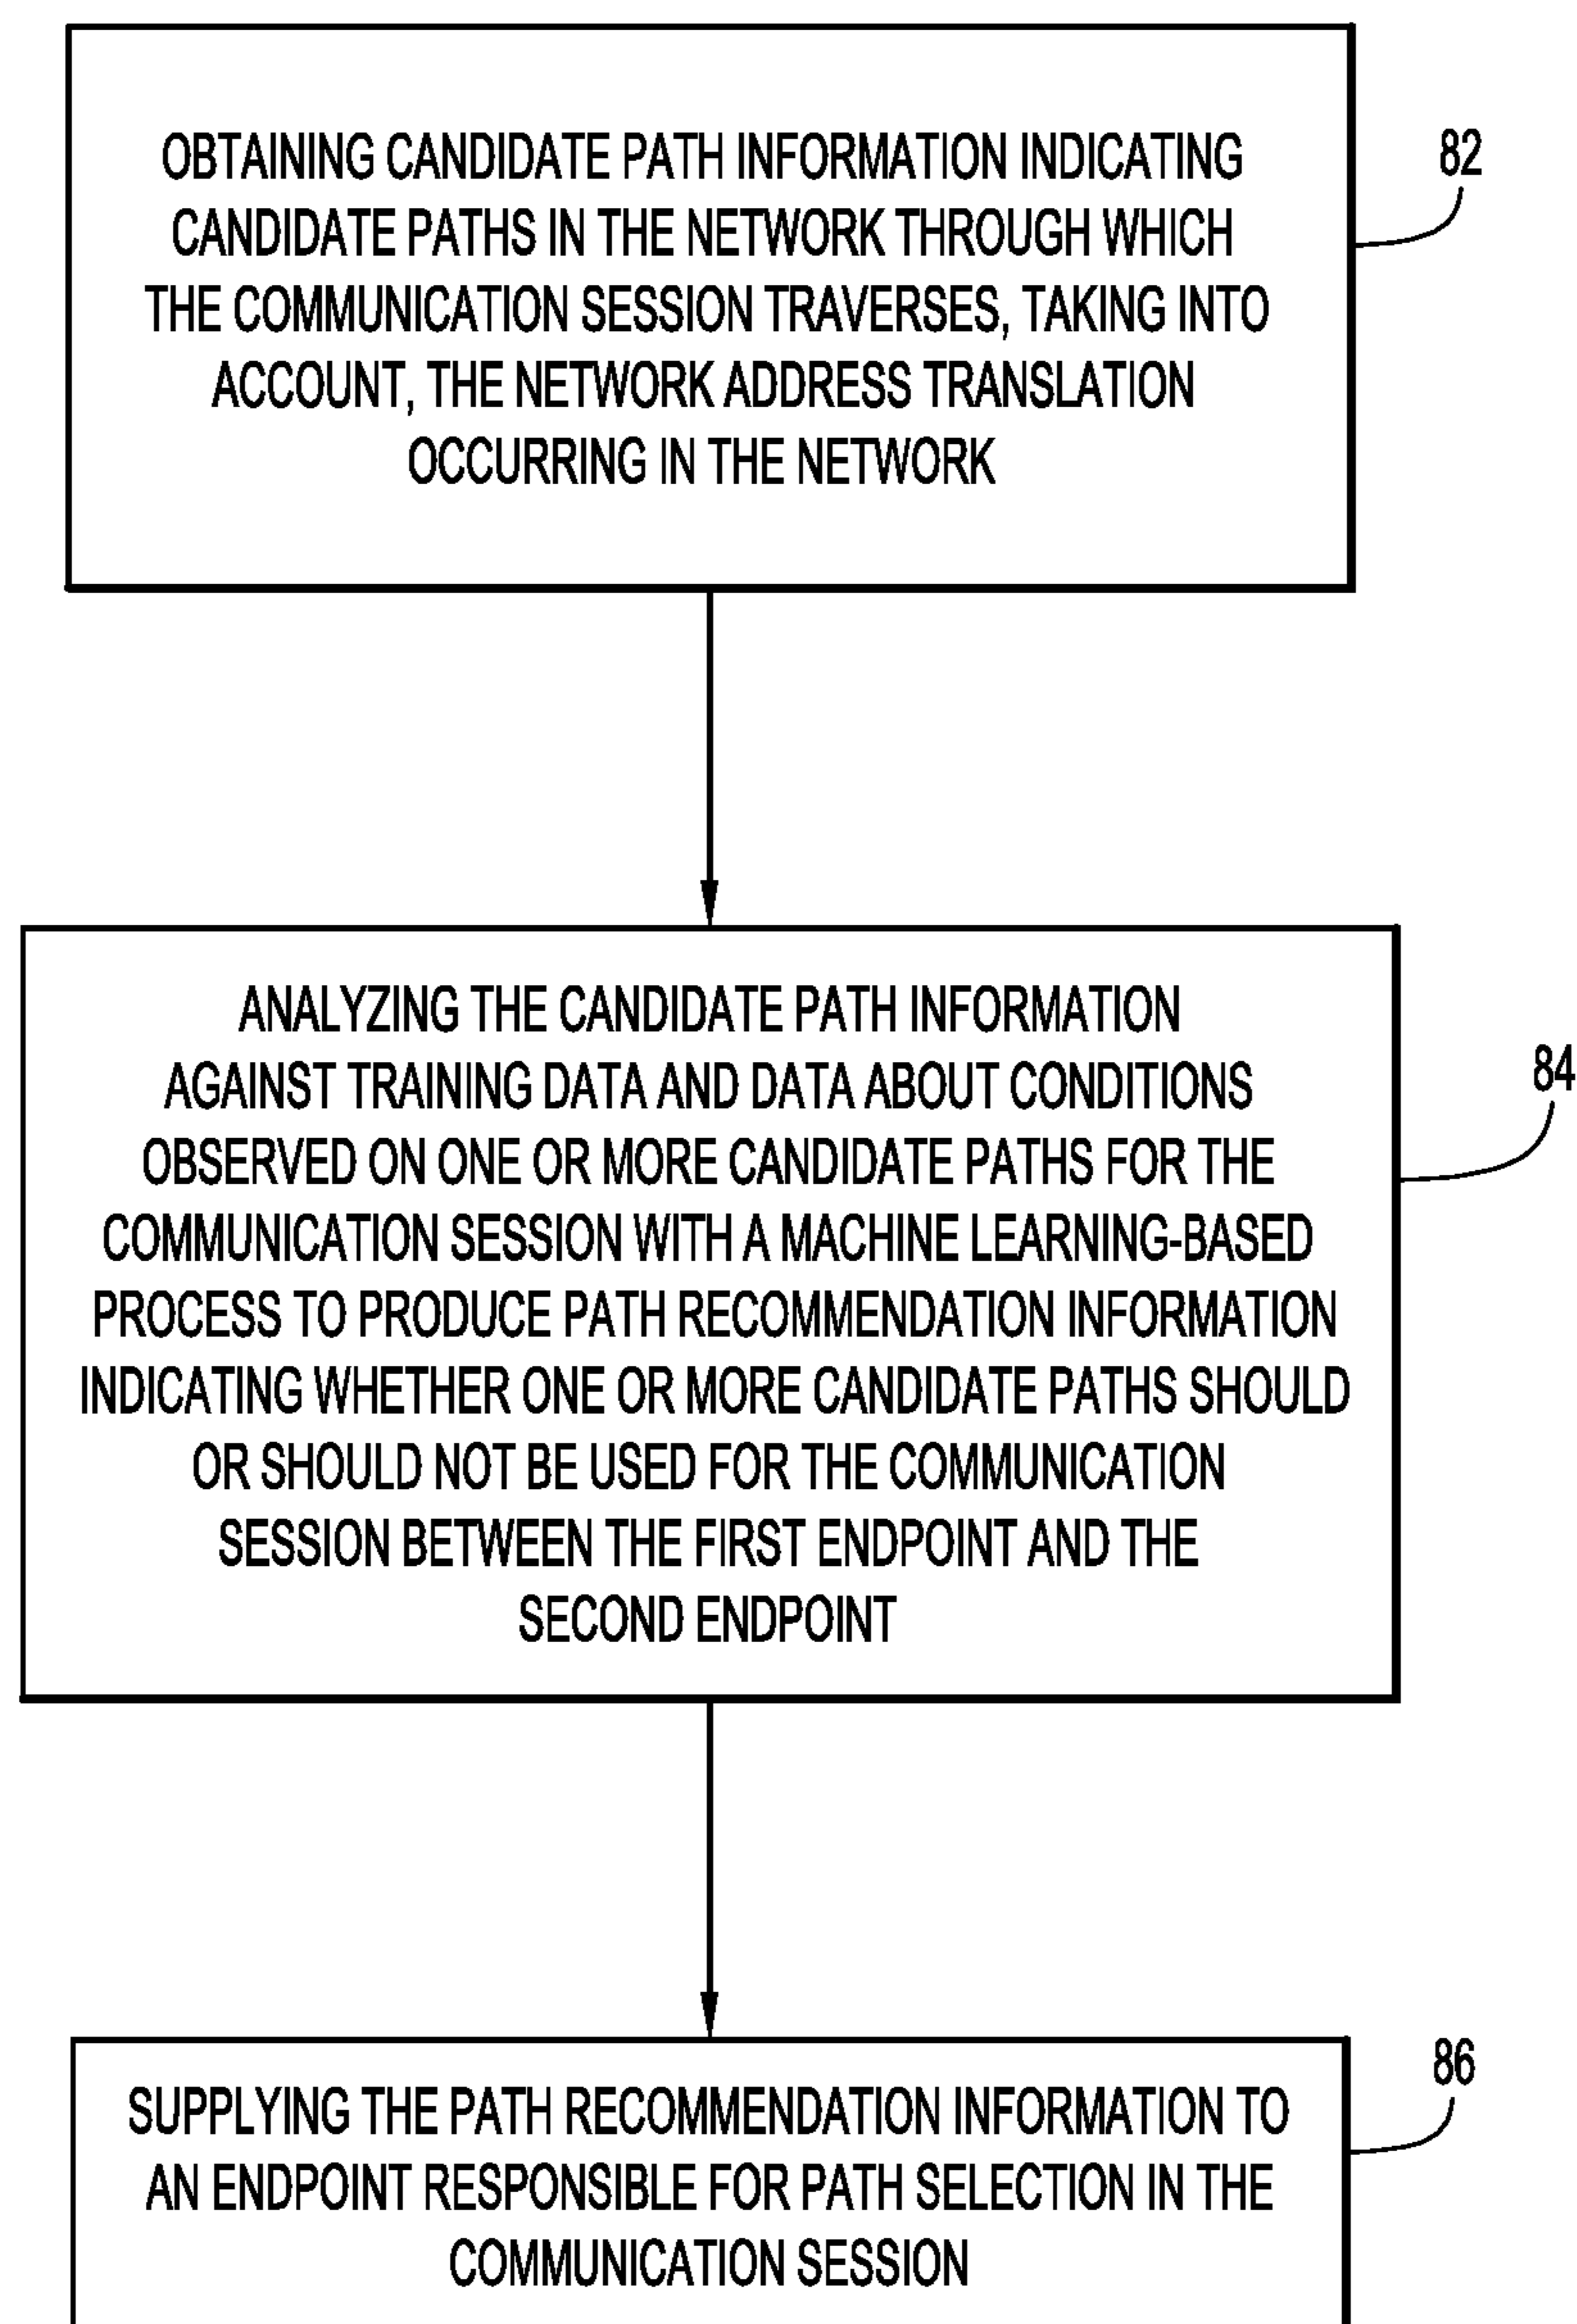 OBTAINING CANDIDATE PATH INFORMATION INDICATING
CANDIDATE PATHS IN THE NETWORK THROUGH WHICH
THE COMMUNICATION SESSION TRAVERSES, TAKING INTO
ACCOUNT, THE NETWORK ADDRESS TRANSLATION
OCCURRING IN THE NETWORK
82
ANALYZING THE CANDIDATE PATH INFORMATION
AGAINST TRAINING DATA AND DATA ABOUT CONDITIONS
OBSERVED ON ONE OR MORE CANDIDATE PATHS FOR THE
COMMUNICATION SESSION WITH A MACHINE LEARNING-BASED
PROCESS TO PRODUCE PATH RECOMMENDATION INFORMATION
INDICATING WHETHER ONE OR MORE CANDIDATE PATHS SHOULD
OR SHOULD NOT BE USED FOR THE COMMUNICATION
SESSION BETWEEN THE FIRST ENDPOINT AND THE
SECOND ENDPOINT
84
SUPPLYING THE PATH RECOMMENDATION INFORMATION TO
AN ENDPOINT RESPONSIBLE FOR PATH SELECTION IN THE
COMMUNICATION SESSION
86